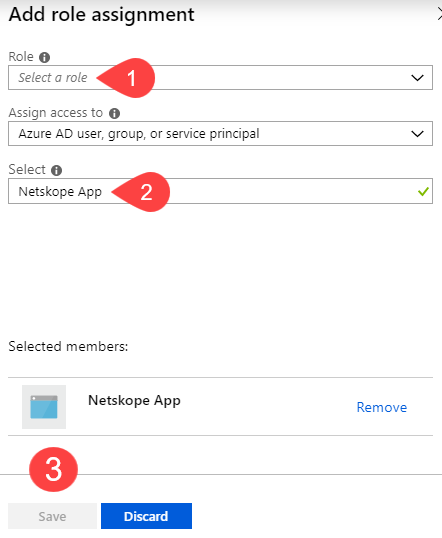 Add role assignment
Role
Select a role
1
Assign access to
Azure AD user, group, or service principal
Select
Netskope App
2
Selected members:
Netskope App
Remove
3
Save Discard